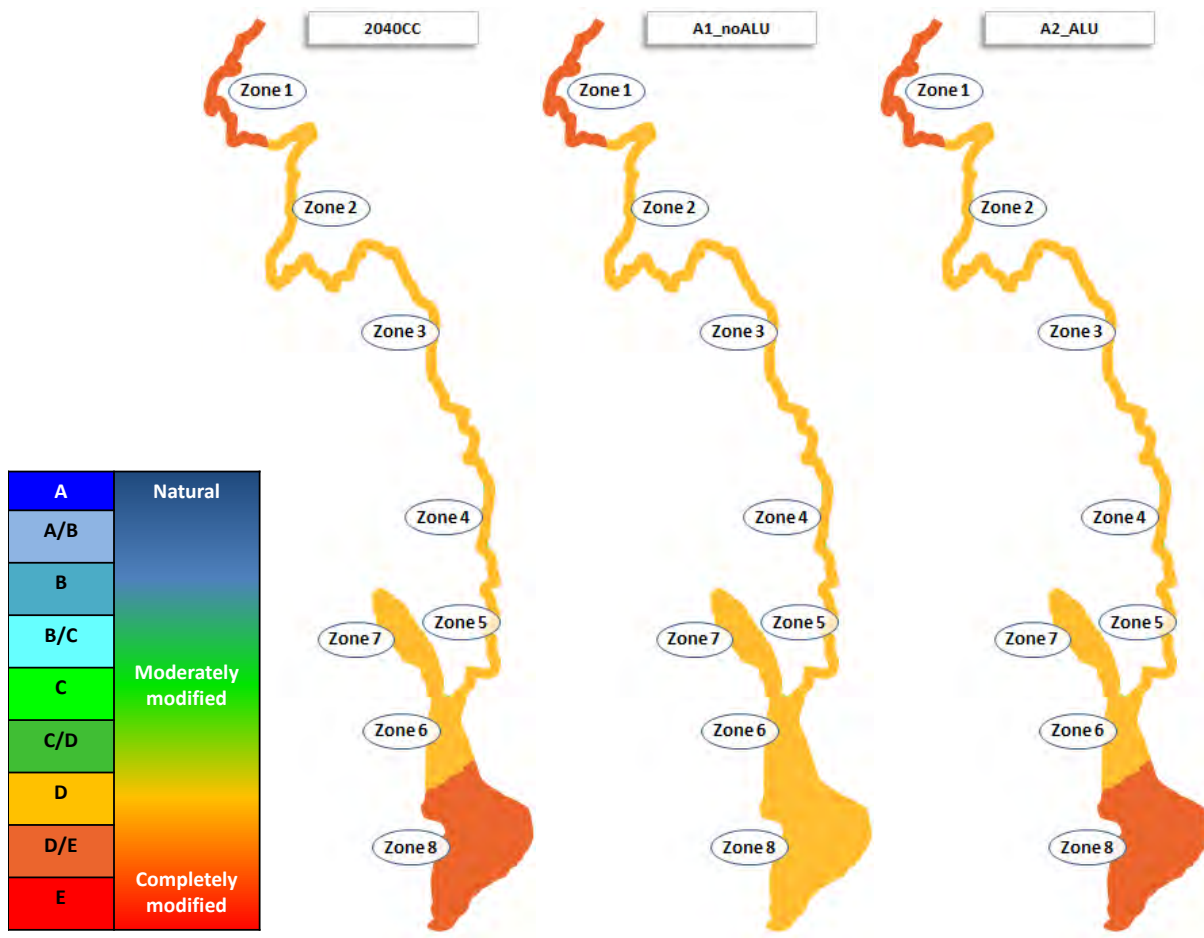 2040CC
A1_noALU
A2_ALU
Zone 1
Zone 1
Zone 1
Zone 2
Zone 2
Zone 2
Zone 3
Zone 3
Zone 3
Zone 4
Zone 4
Zone 4
Zone 5
Zone 5
Zone 5
Zone 7
Zone 7
Zone 7
Zone 6
Zone 6
Zone 6
Zone 8
Zone 8
Zone 8
A
A/B
B
B/C
C
C/D
D
D/E
E
Natural
Moderately
modified
Completely
modified